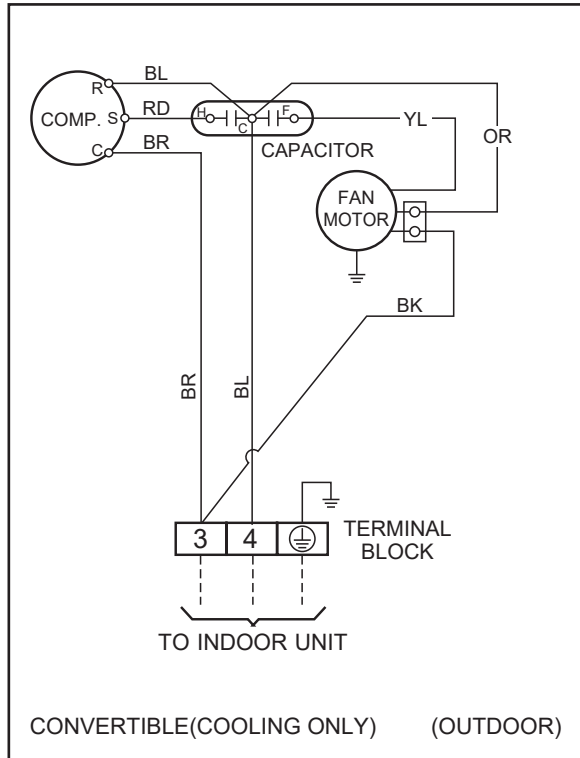 BL
R
COMP.
S
RD
H
F
C
YL
OR
C
BR
CAPACITOR
FAN
MOTOR
BK
BR
BL
3
4
TERMINAL
BLOCK
TO INDOOR UNIT
CONVERTIBLE(COOLING ONLY) (OUTDOOR)